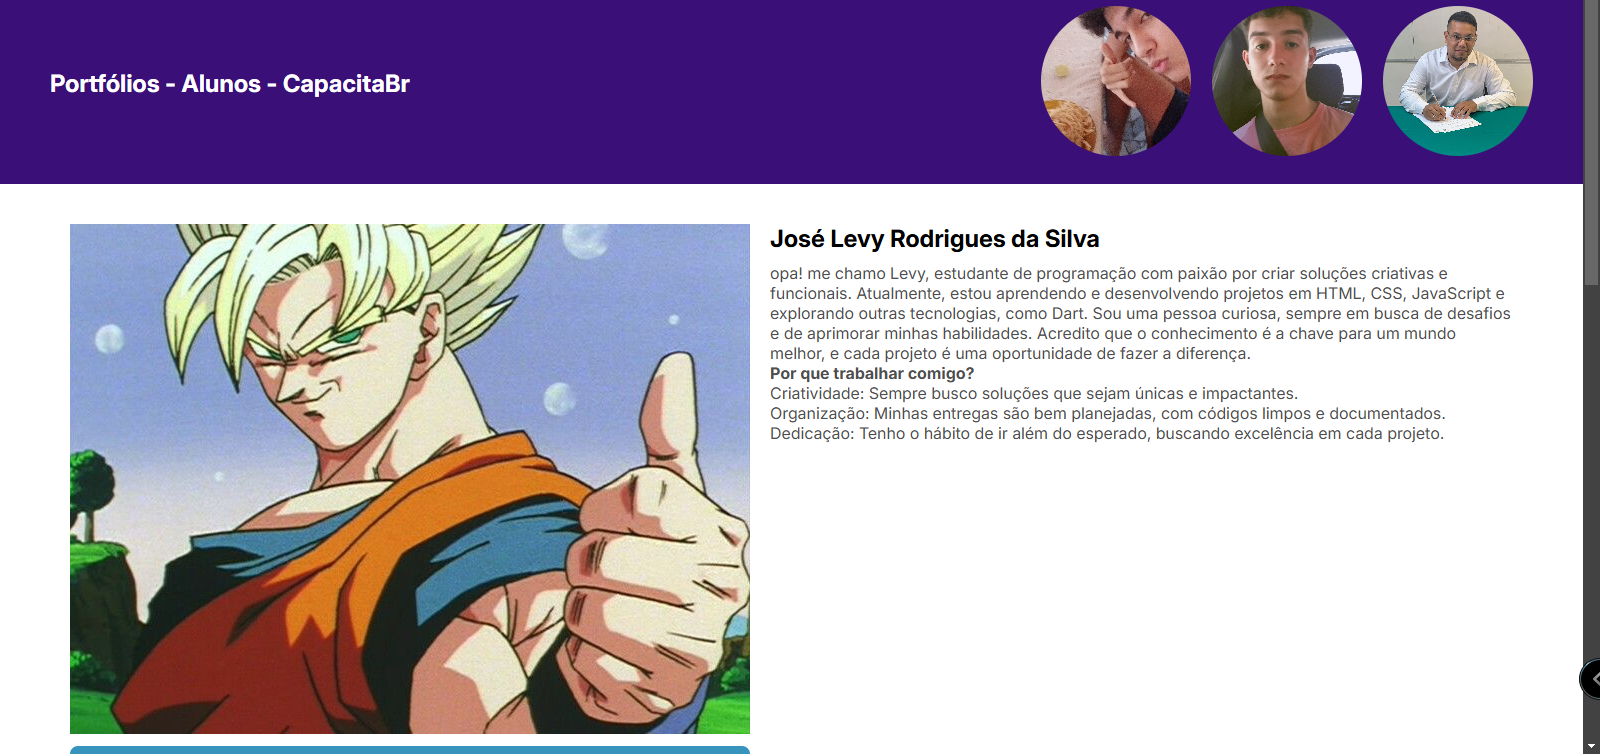 Portfólios - Alunos - CapacitaBr
José Levy Rodrigues da Silva
opa! me chamo Levy, estudante de programação com paixão por criar soluções criativas e
funcionais. Atualmente, estou aprendendo e desenvolvendo projetos em HTML, CSS, JavaScript e
explorando outras tecnologias, como Dart. Sou uma pessoa curiosa, sempre em busca de desafios
e de aprimorar minhas habilidades. Acredito que o conhecimento é a chave para um mundo
melhor, e cada projeto é uma oportunidade de fazer a diferença.
Por que trabalhar comigo?
Criatividade: Sempre busco soluções que sejam únicas e impactantes.
Organização: Minhas entregas são bem planejadas, com códigos limpos e documentados.
Dedicação: Tenho o hábito de ir além do esperado, buscando excelência em cada projeto.